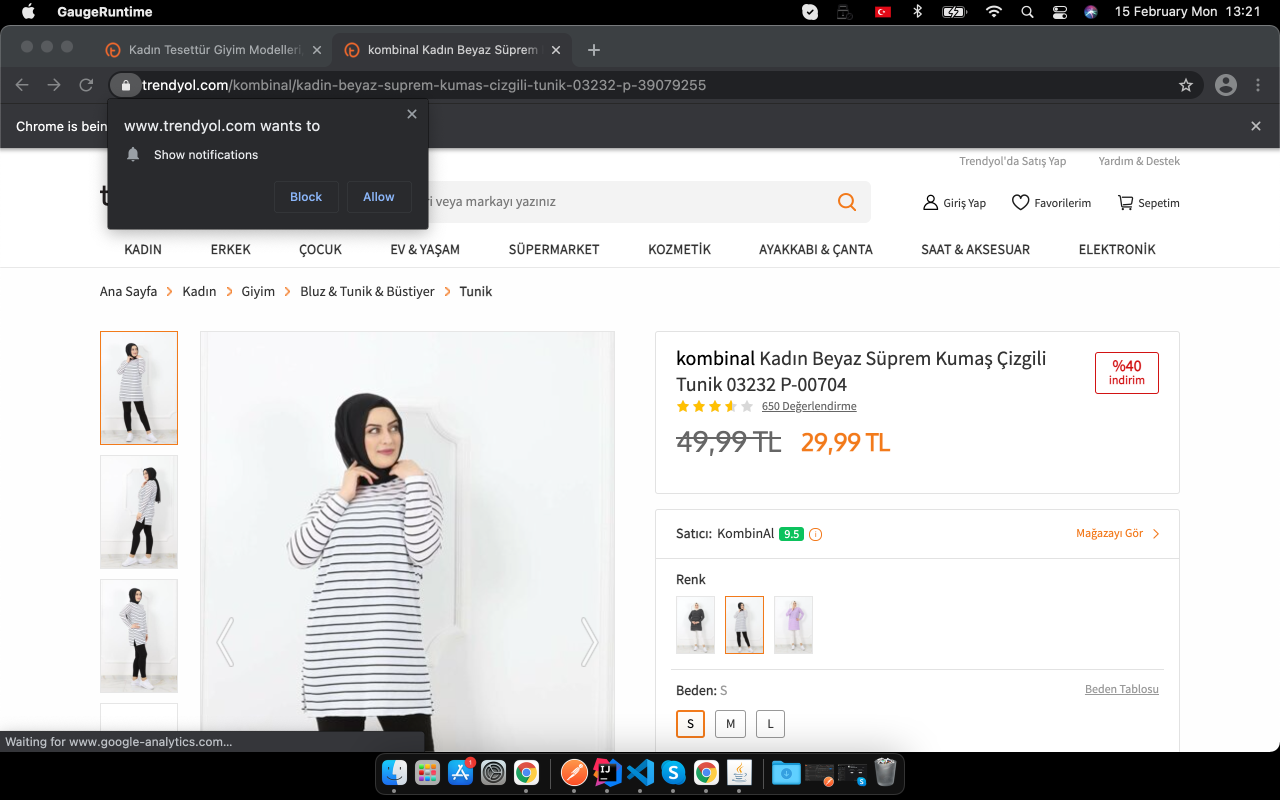 GaugeRuntime
15 February Mon 13:21
Kadın Tesettür Giyim Modelleri,
kombinal Kadın Beyaz Süprem
trendyol.com/kombinal/kadin-beyaz-suprem-kumas-cizgili-tunik-03232-p-39079255
Chrome is bein
www.trendyol.com wants to
Show notifications
Block
Allow
Trendyol'da Satış Yap
Yardım & Destek
veya markayı yazınız
Giriş Yap
Favorilerim
Sepetim
KADIN ERKEK ÇOCUK EV & YAŞAM SÜPERMARKET KOZMETİK AYAKKABI & ÇANTA SAAT & AKSESUAR ELEKTRONİK
Ana Sayfa > Kadın > Giyim > Bluz & Tunik & Büstiyer > Tunik
kombinal Kadın Beyaz Süprem Kumaş Çizgili
Tunik 03232 P-00704
%40
indirim
650 Değerlendirme
49,99 TL 29,99 TL
Satıcı: KombinAl 9.5
Mağazayı Gör
Renk
Beden: S
Beden Tablosu
S M L
Waiting for www.google-analytics.com...